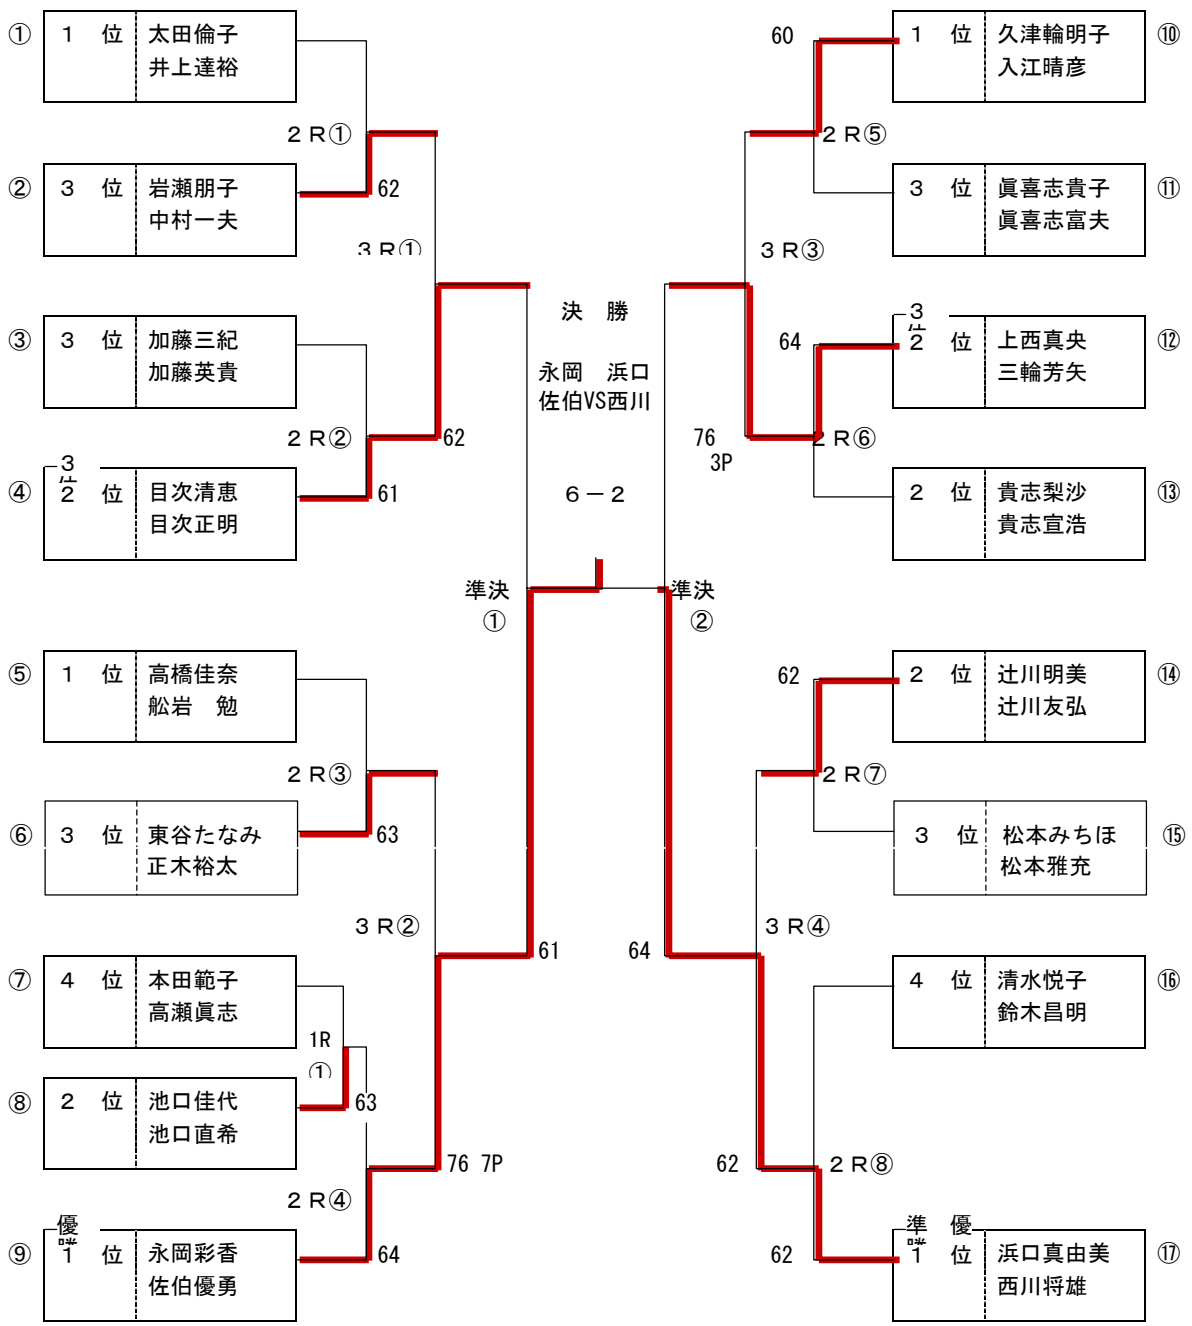 ① 1 位 太田倫子
井上達裕
2R①
② 3 位 岩瀬朋子
中村一夫
62
3R①
③ 3 位 加藤三紀
加藤英貴
2R②
62
3位
④ 2 位 目次清恵
目次正明
61
準決
①
⑤ 1 位 高橋佳奈
舩岩 勉
2R③
⑥ 3 位 東谷たなみ
正木裕太
63
3R②
61
⑦ 4 位 本田範子
高瀬眞志
1R
①
⑧ 2 位 池口佳代
池口直希
63
76 7P
2R④
優勝
⑨ 1 位 永岡彩香
佐伯優勇
64
決 勝
永岡 浜口
佐伯VS西川
6-2
60
1 位 久津輪明子 ⑩
入江晴彦
2R⑤
3 位 眞喜志貴子 ⑪
眞喜志富夫
3R③
3位
64
2 位 上西真央 ⑫
三輪芳矢
76
3P
2R⑥
2 位 貴志梨沙 ⑬
貴志宣浩
準決
②
62
2 位 辻川明美 ⑭
辻川友弘
2R⑦
3 位 松本みちほ ⑮
松本雅充
3R④
64
4 位 清水悦子 ⑯
鈴木昌明
62
2R⑧
準 優
勝
62
1 位 浜口真由美 ⑰
西川将雄